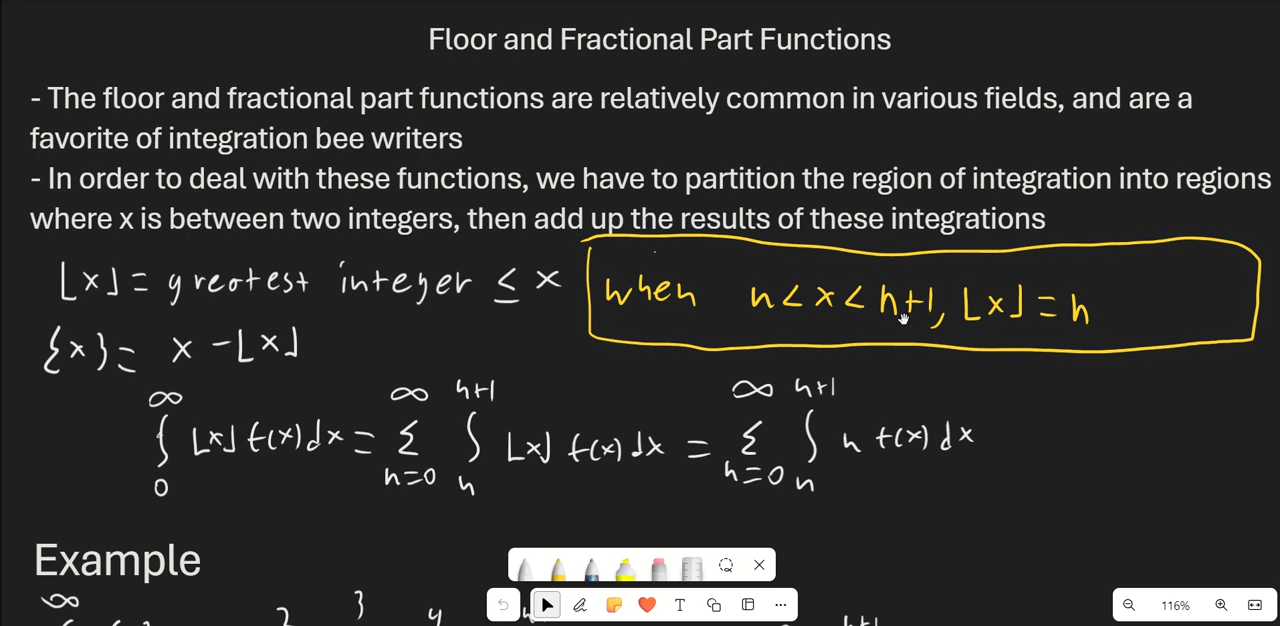 Floor and Fractional Part Functions
- The floor and fractional part functions are relatively common in various fields, and are a
favorite of integration bee writers
- In order to deal with these functions, we have to partition the region of integration into regions
where x is between two integers, then add up the results of these integrations
⌊x⌋ = greatest integer ≤ x
when n < x < n+1, ⌊x⌋ = n
{x} = x - ⌊x⌋
∫₀^∞ ⌊x⌋ f(x) dx = ∑_{n=0}^∞ ∫_n^{n+1} ⌊x⌋ f(x) dx = ∑_{n=0}^∞ ∫_n^{n+1} n f(x) dx
Example
116%